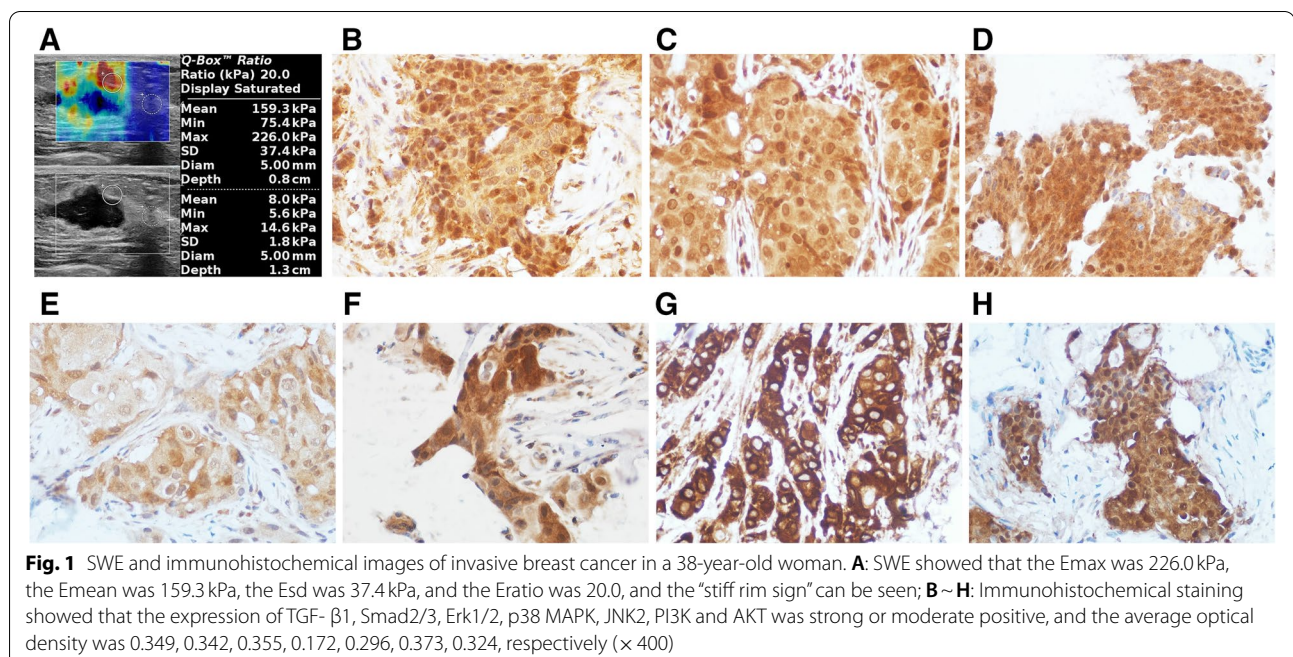 A
B
C
D
Q-Box™ Ratio
Ratio (kPa) 20.0
Display Saturated
Mean 159.3 kPa
Min 75.4 kPa
Max 226.0 kPa
SD 37.4 kPa
Diam 5.00 mm
Depth 0.8 cm
Mean 8.0 kPa
Min 5.6 kPa
Max 14.6 kPa
SD 1.8 kPa
Diam 5.00 mm
Depth 1.3 cm
E
F
G
H
Fig. 1 SWE and immunohistochemical images of invasive breast cancer in a 38-year-old woman. A: SWE showed that the Emax was 226.0 kPa,
the Emean was 159.3 kPa, the Esd was 37.4 kPa, and the Eratio was 20.0, and the “stiff rim sign” can be seen; B ~ H: Immunohistochemical staining
showed that the expression of TGF- β1, Smad2/3, Erk1/2, p38 MAPK, JNK2, PI3K and AKT was strong or moderate positive, and the average optical
density was 0.349, 0.342, 0.355, 0.172, 0.296, 0.373, 0.324, respectively (× 400)